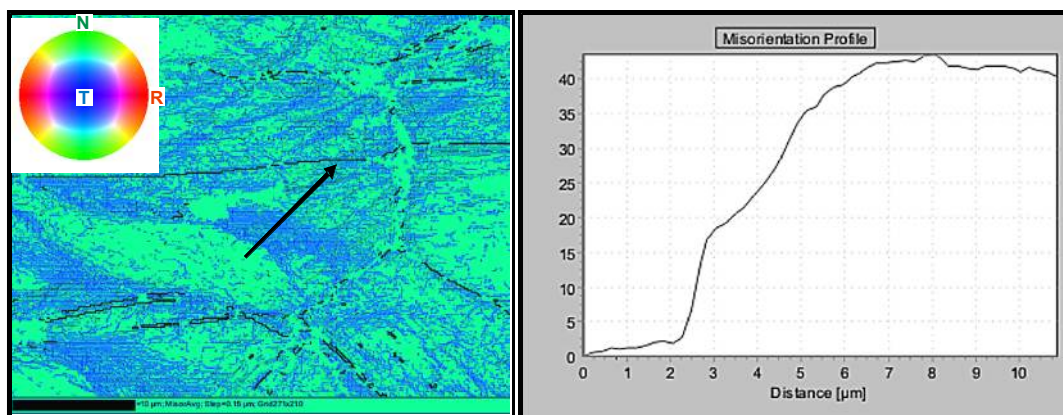 N
T
R
=10 µm; MisorAvg; Step=0.15 µm; Grid271x210
Misorientation Profile
40
35
30
25
20
15
10
5
0
0 1 2 3 4 5 6 7 8 9 10
Distance [µm]